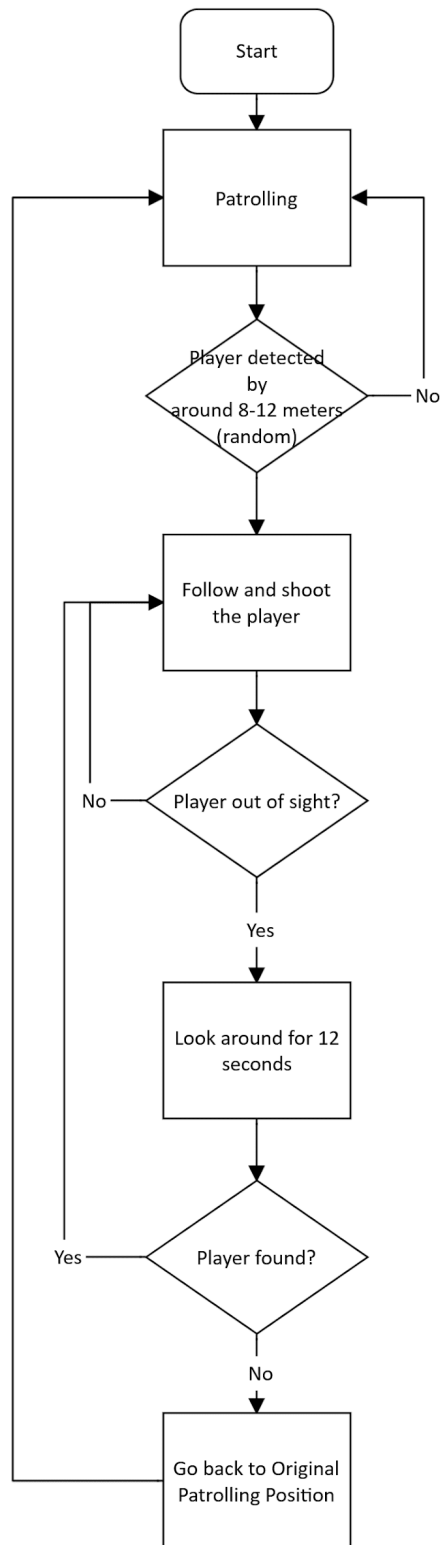 Start
Patrolling
Player detected
by
around 8-12 meters
(random)
No
Follow and shoot
the player
Player out of sight?
No
Yes
Look around for 12
seconds
Player found?
Yes
No
Go back to Original
Patrolling Position